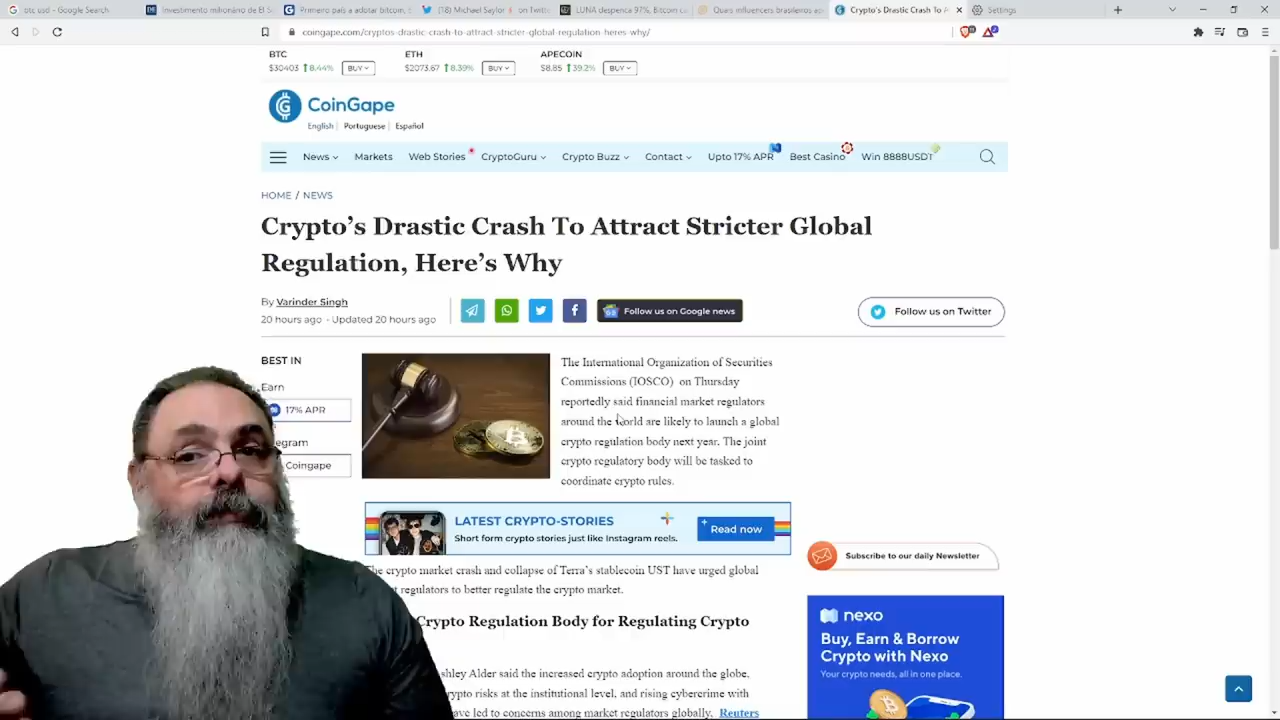 otc usd - Google Search
Investimento milionário de El Sa
Primero país a adotar bitcoin, E
(18) Michael Saylor on Twitte
LUNA despenca 97%, Bitcoin ca
Quais influencers brasileiros apo
Crypto's Drastic Crash To A
Settings
coingape.com/cryptos-drastic-crash-to-attract-stricter-global-regulation-heres-why/
BTC
$30403 8.44% BUY
ETH
$2073.67 8.39% BUY
APECOIN
$8.85 39.2% BUY
CoinGape
English | Portuguese | Español
News Markets Web Stories CryptoGuru Crypto Buzz Contact Upto 17% APR Best Casino Win 8888USDT
HOME / NEWS
Crypto's Drastic Crash To Attract Stricter Global
Regulation, Here's Why
By Varinder Singh
20 hours ago - Updated 20 hours ago
Follow us on Google news
Follow us on Twitter
BEST IN
Earn
17% APR
egram
Coingape
The International Organization of Securities
Commissions (IOSCO) on Thursday
reportedly said financial market regulators
around the world are likely to launch a global
crypto regulation body next year. The joint
crypto regulatory body will be tasked to
coordinate crypto rules.
LATEST CRYPTO-STORIES
Short form crypto stories just like Instagram reels.
Read now
The crypto market crash and collapse of Terra's stablecoin UST have urged global
t regulators to better regulate the crypto market.
Crypto Regulation Body for Regulating Crypto
shley Alder said the increased crypto adoption around the globe.
rypto risks at the institutional level, and rising cybercrime with
ve led to concerns among market regulators globally, Reuters
Subscribe to our daily Newsletter
nexo
Buy, Earn & Borrow
Crypto with Nexo
Your crypto needs, all in one place.